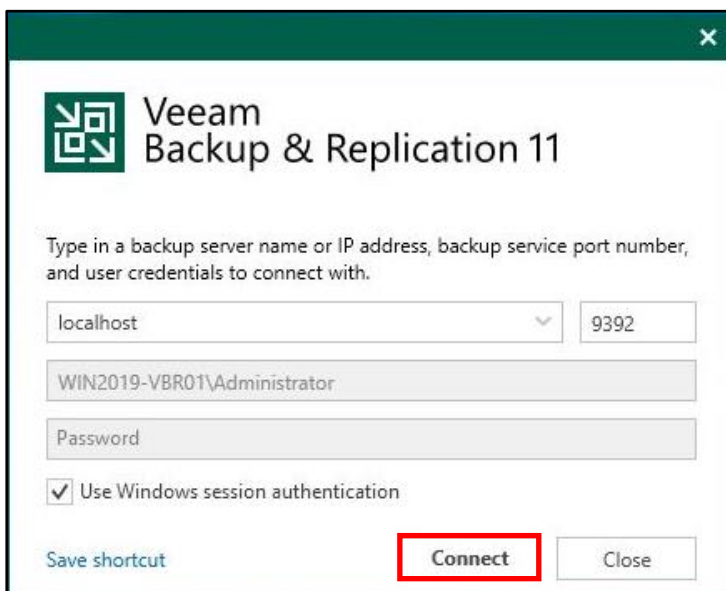 Veeam
Backup & Replication 11
Type in a backup server name or IP address, backup service port number,
and user credentials to connect with.
localhost 9392
WIN2019-VBR01\Administrator
Password
Use Windows session authentication
Save shortcut Connect Close